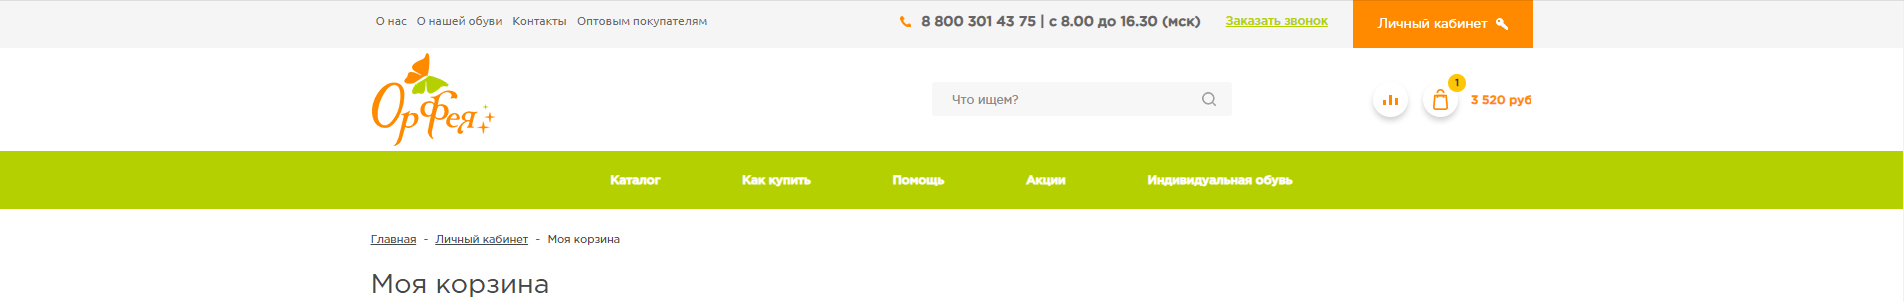 О нас О нашей обуви Контакты Оптовым покупателям 8 800 301 43 75 | с 8.00 до 16.30 (мск) Заказать звонок Личный кабинет
Орфея
Что ищем? 1 3 520 руб
Каталог Как купить Помощь Акции Индивидуальная обувь
Главная - Личный кабинет - Моя корзина
Моя корзина